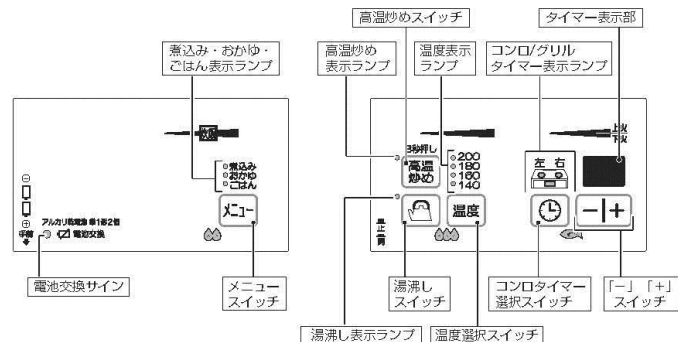 高温炒めスイッチ
タイマー表示部
煮込み・おかゆ・
ごはん表示ランプ
高温炒め
表示ランプ
温度表示
ランプ
コンロ/グリル
タイマー表示ランプ
煮込み
おかゆ
ごはん
メニュー
アルカリ乾電池 単1形2個
電池交換
3秒押し
高温
炒め
200
180
160
140
温度
左 右
上火
下火
− +
電池交換サイン
メニュー
スイッチ
湯沸し
スイッチ
コンロタイマー
選択スイッチ
「−」「+」
スイッチ
湯沸し表示ランプ
温度選択スイッチ